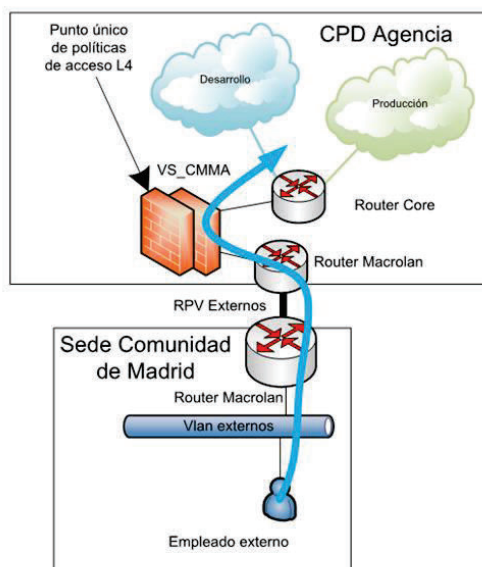 Punto único
de políticas
de acceso L4
CPD Agencia
Desarrollo
Producción
VS_CMMA
Router Core
Router Macrolan
RPV Externos
Sede Comunidad
de Madrid
Router Macrolan
Vlan externos
Empleado externo